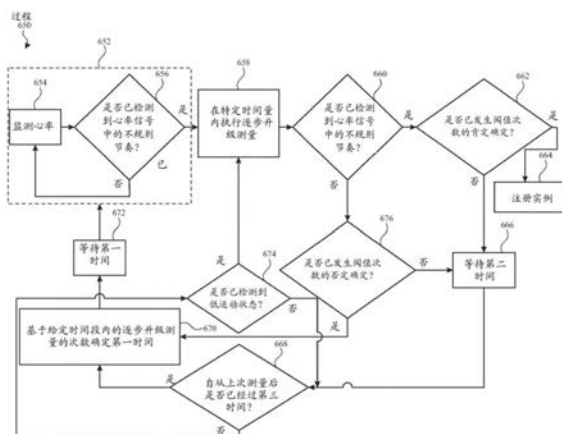 过程
650
652
654
监测心率
656
是否已检测
到心率信号
中的不规则
节奏?
是
已
否
658
在特定时间量
内执行逐步升
级测量
660
是否已检测
到心率信号
中的不规则
节奏?
是
否
662
是否已发生阈值次
数的肯定确定?
是
否
664
注册实例
672
等待第一
时间
是
674
是否已检测到
低运动状态?
否
676
是否已发生阈值次
数的否定确定?
否
是
666
等待第二
时间
基于给定时间段内的逐步升级测
量的次数确定第一时间
670
668
自从上次测量后
是否已经过第三
时间?
是
否